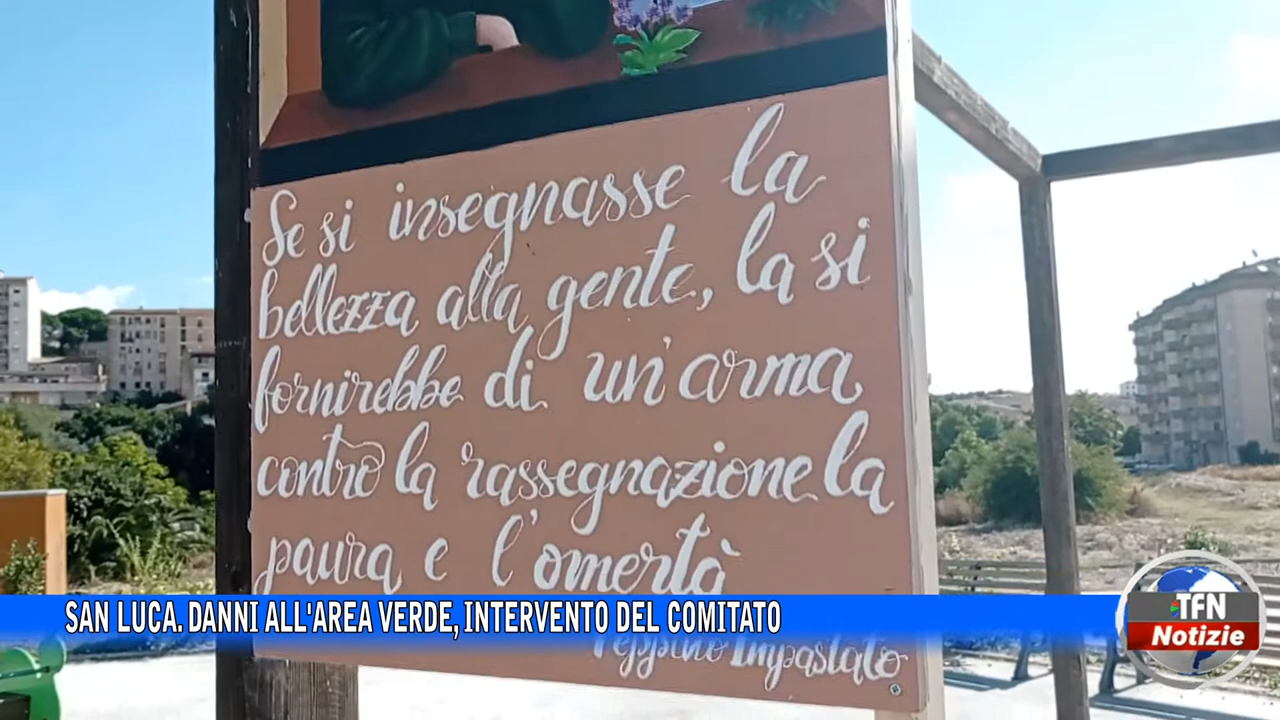 Se si insegnasse la
bellezza alla gente, la si
fornirebbe di un'arma
contro la rassegnazione la
paura e l'omertà
Peppino Impastato
SAN LUCA. DANNI ALL'AREA VERDE, INTERVENTO DEL COMITATO
TFN
Notizie